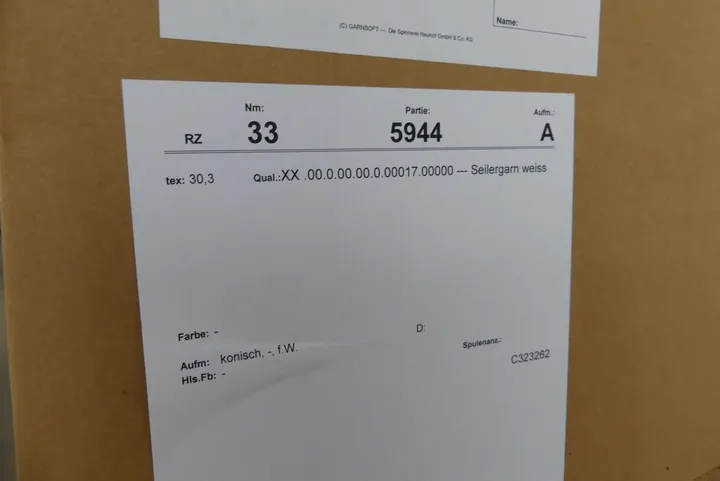 Name:
(C) GARNSOFT --- Die Spinnerei Neuhof GmbH & Co. KG
Nm: Partie: Aufm.:
RZ 33 5944 A
tex: 30,3 Qual.:XX .00.0.00.00.0.00017.00000 --- Seilergarn weiss
Farbe: - D:
Aufm: konisch, -, f.W. Spulenanz.:
Hls.Fb: - C323262